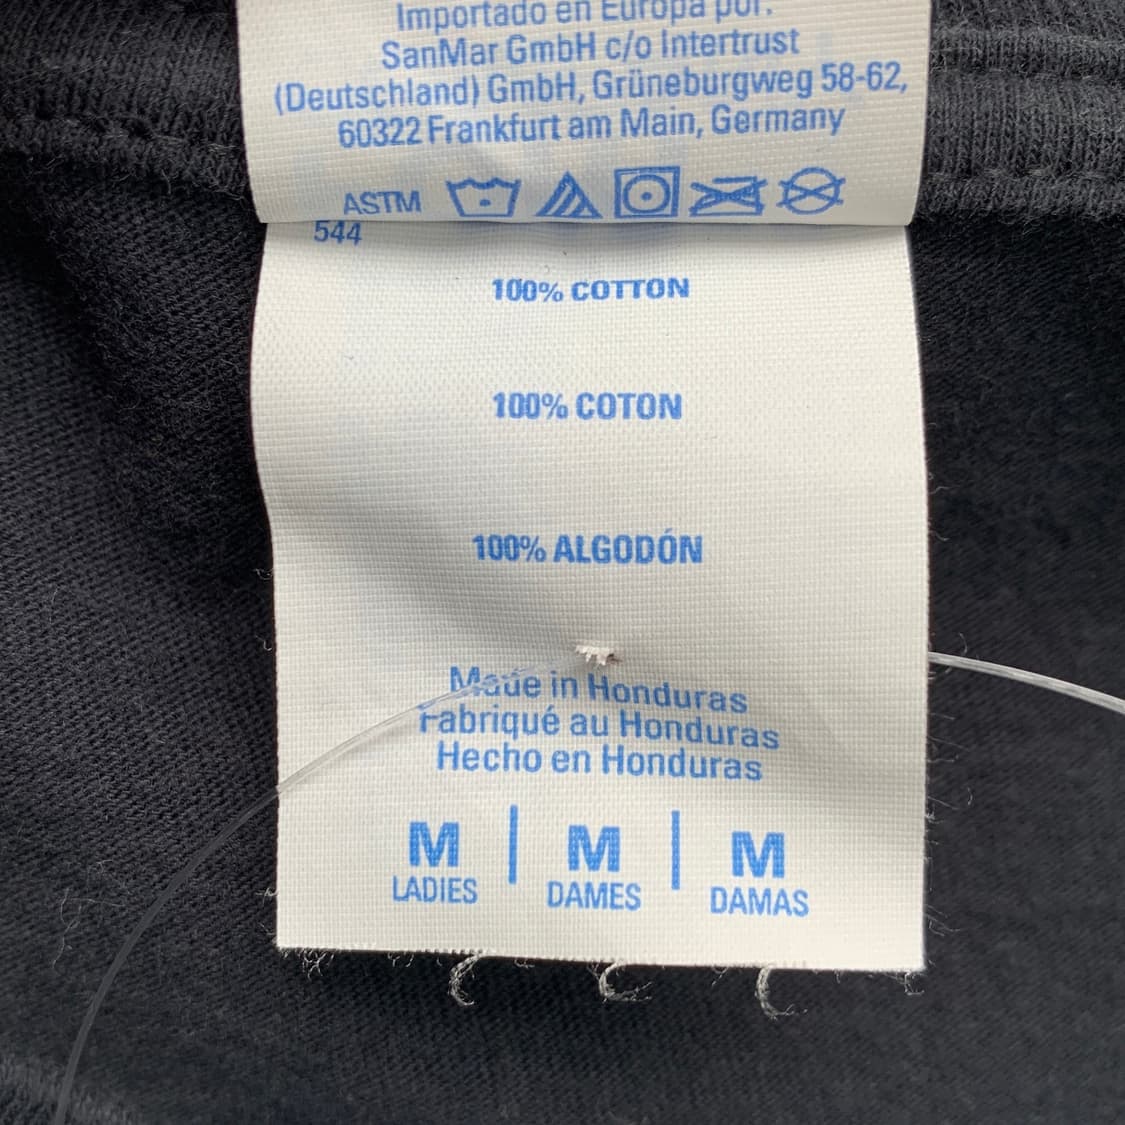 Importado en Europa por:
SanMar GmbH c/o Intertrust
(Deutschland) GmbH, Grüneburgweg 58-62,
60322 Frankfurt am Main, Germany
ASTM
544
100% COTTON
100% COTON
100% ALGODÓN
Made in Honduras
Fabriqué au Honduras
Hecho en Honduras
M | M | M
LADIES DAMES DAMAS